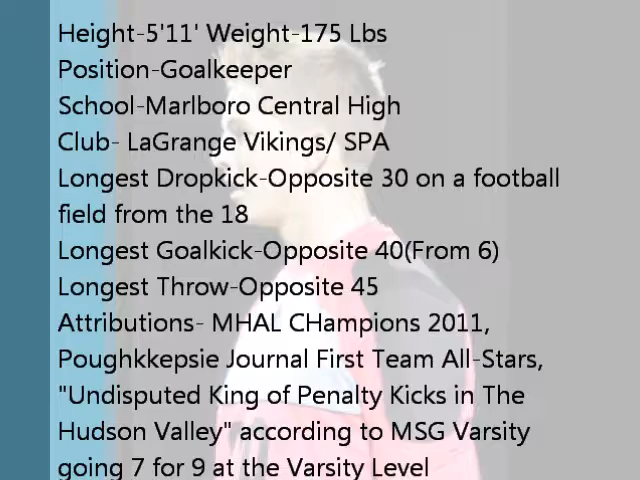 Height-5'11' Weight-175 Lbs
Position-Goalkeeper
School-Marlboro Central High
Club- LaGrange Vikings/ SPA
Longest Dropkick-Opposite 30 on a football
field from the 18
Longest Goalkick-Opposite 40(From 6)
Longest Throw-Opposite 45
Attributions- MHAL CHampions 2011,
Poughkkepsie Journal First Team All-Stars,
"Undisputed King of Penalty Kicks in The
Hudson Valley" according to MSG Varsity
going 7 for 9 at the Varsity Level